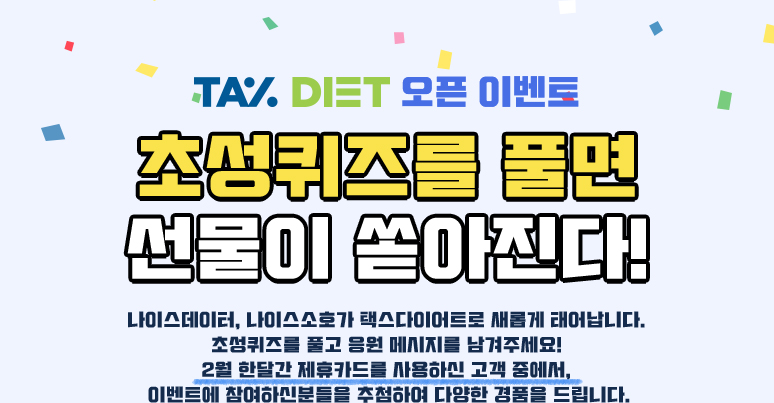 TAX DIET 오픈 이벤트
초성퀴즈를 풀면
선물이 쏟아진다!
나이스데이터, 나이스소호가 택스다이어트로 새롭게 태어납니다.
초성퀴즈를 풀고 응원 메시지를 남겨주세요!
2월 한달간 제휴카드를 사용하신 고객 중에서,
이벤트에 참여하신분들을 추첨하여 다양한 경품을 드립니다.